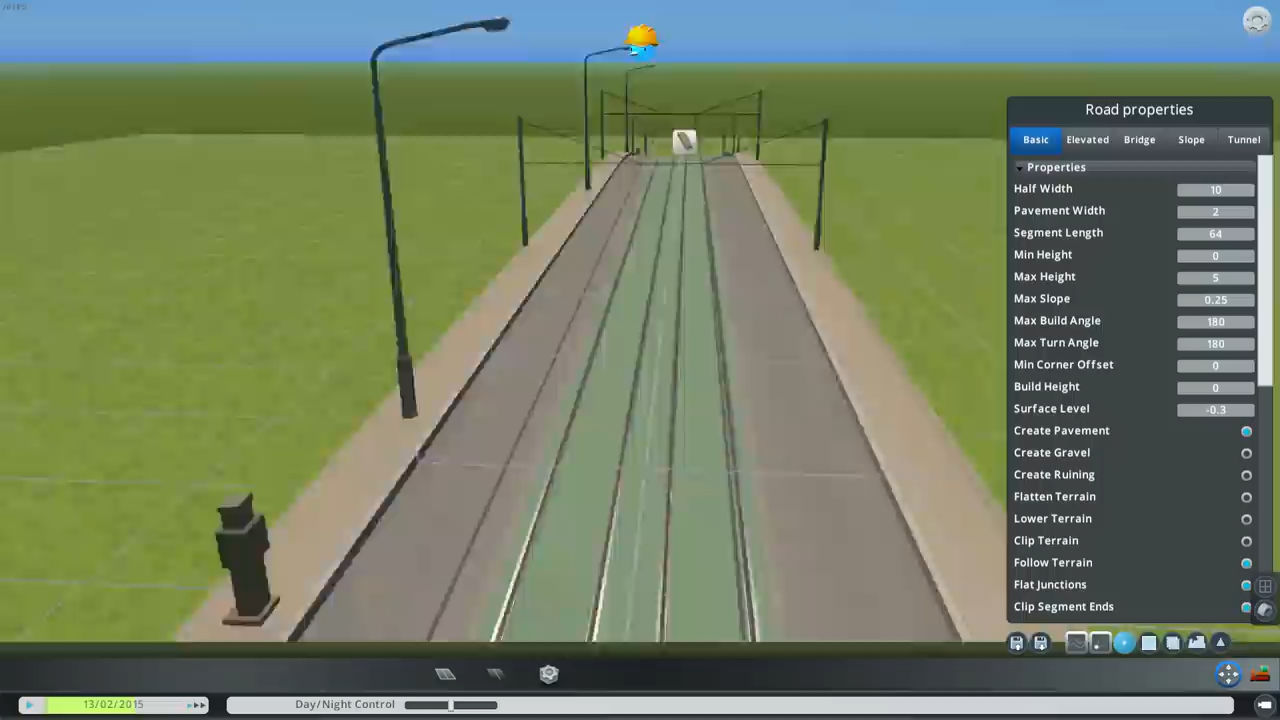 Road properties
Basic Elevated Bridge Slope Tunnel
Properties
Half Width 10
Pavement Width 2
Segment Length 64
Min Height 0
Max Height 5
Max Slope 0.25
Max Build Angle 180
Max Turn Angle 180
Min Corner Offset 0
Build Height 0
Surface Level -0.3
Create Pavement
Create Gravel
Create Ruining
Flatten Terrain
Lower Terrain
Clip Terrain
Follow Terrain
Flat Junctions
Clip Segment Ends
13/02/2015
Day/Night Control